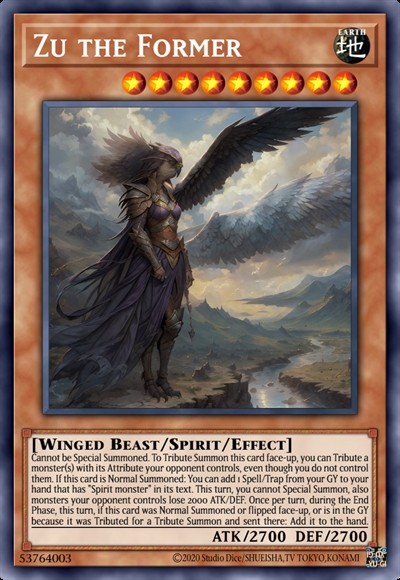 Zu the Former
EARTH
地
[Winged Beast/Spirit/Effect]
Cannot be Special Summoned. To Tribute Summon this card face-up, you can Tribute a
monster(s) with its Attribute your opponent controls, even though you do not control
them. If this card is Normal Summoned: You can add 1 Spell/Trap from your GY to your
hand that has "Spirit monster" in its text. This turn, you cannot Special Summon, also
monsters your opponent controls lose 2000 ATK/DEF. Once per turn, during the End
Phase, this turn, if this card was Normal Summoned or flipped face-up, or is in the GY
because it was Tributed for a Tribute Summon and sent there: Add it to the hand.
ATK/2700 DEF/2700
53764003
©2020 Studio Dice/SHUEISHA,TV TOKYO,KONAMI